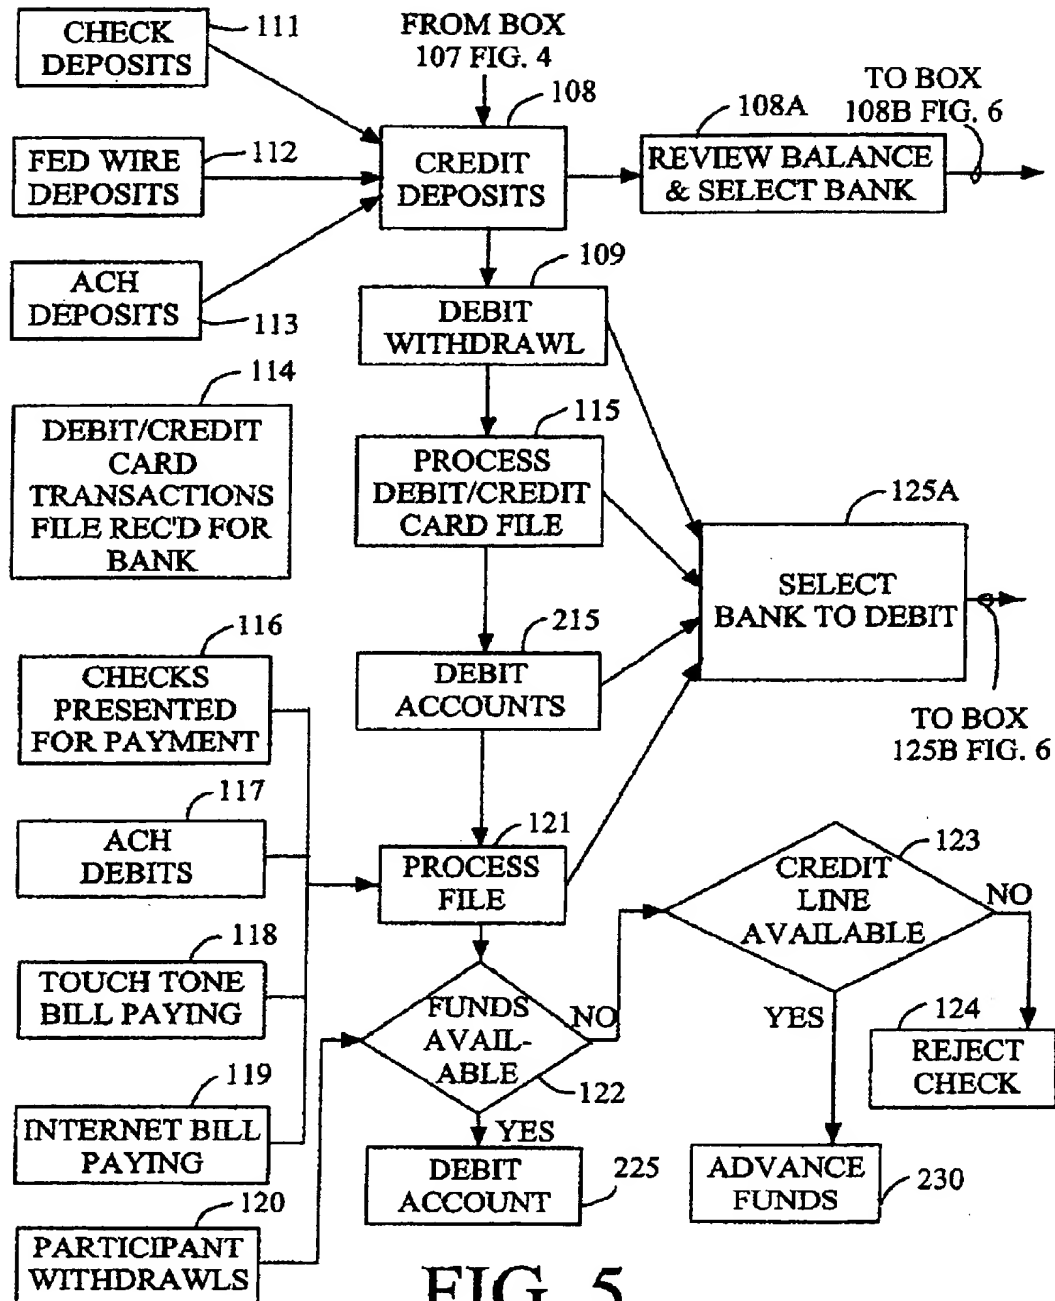 CHECK
DEPOSITS
111
FROM BOX
107 FIG. 4
108
CREDIT
DEPOSITS
108A
REVIEW BALANCE
& SELECT BANK
TO BOX
108B FIG. 6
FED WIRE
DEPOSITS
112
ACH
DEPOSITS
113
109
DEBIT
WITHDRAWL
114
DEBIT/CREDIT
CARD
TRANSACTIONS
FILE REC'D FOR
BANK
115
PROCESS
DEBIT/CREDIT
CARD FILE
125A
SELECT
BANK TO DEBIT
TO BOX
125B FIG. 6
215
DEBIT
ACCOUNTS
116
CHECKS
PRESENTED
FOR PAYMENT
117
ACH
DEBITS
121
PROCESS
FILE
123
CREDIT
LINE
AVAILABLE
NO
YES
118
TOUCH TONE
BILL PAYING
FUNDS
AVAIL-
ABLE
NO
122
YES
124
REJECT
CHECK
119
INTERNET BILL
PAYING
DEBIT
ACCOUNT
225
ADVANCE
FUNDS
230
120
PARTICIPANT
WITHDRAWLS
FIG. 5